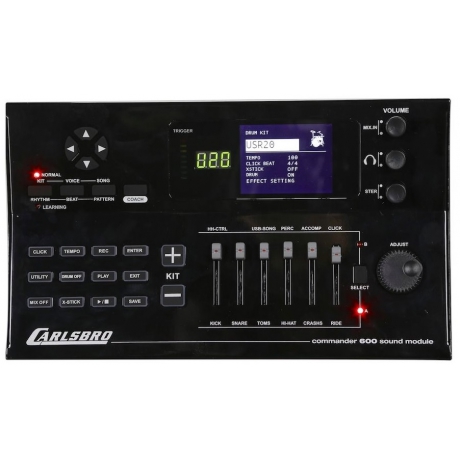 VOLUME
TRIGGER
DRUM KIT
USR20
TEMPO 100
CLICK BEAT 4/4
XSTICK OFF
DRUM ON
EFFECT SETTING
MIX.IN
STER
NORMAL
KIT VOICE SONG
RHYTHM BEAT PATTERN COACH
LEARNING
HH-CTRL USB-SONG PERC ACCOMP CLICK
B
ADJUST
CLICK TEMPO REC ENTER
KIT
UTILITY DRUM OFF PLAY EXIT
SELECT
MIX OFF X-STICK SAVE
A
KICK SNARE TOMS HI-HAT CRASHS RIDE
CARLSBRO
commander 600 sound module